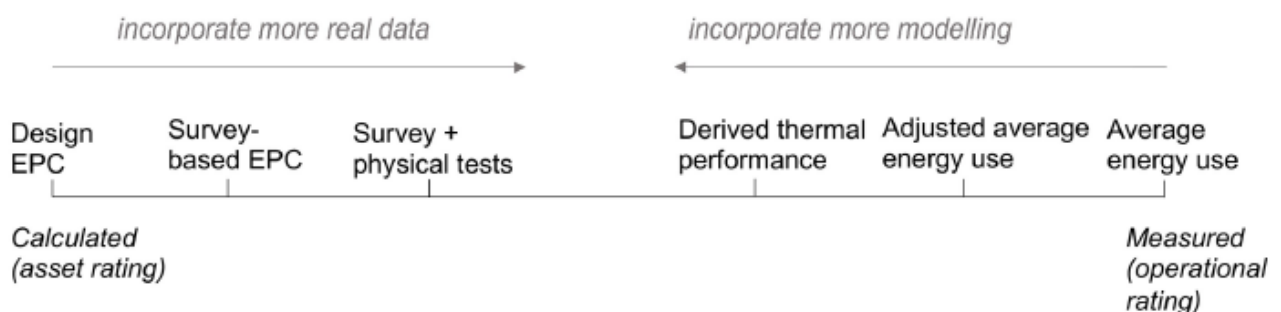 incorporate more real data
incorporate more modelling
Design
EPC
Survey-
based EPC
Survey +
physical tests
Derived thermal
performance
Adjusted average
energy use
Average
energy use
Calculated
(asset rating)
Measured
(operational
rating)